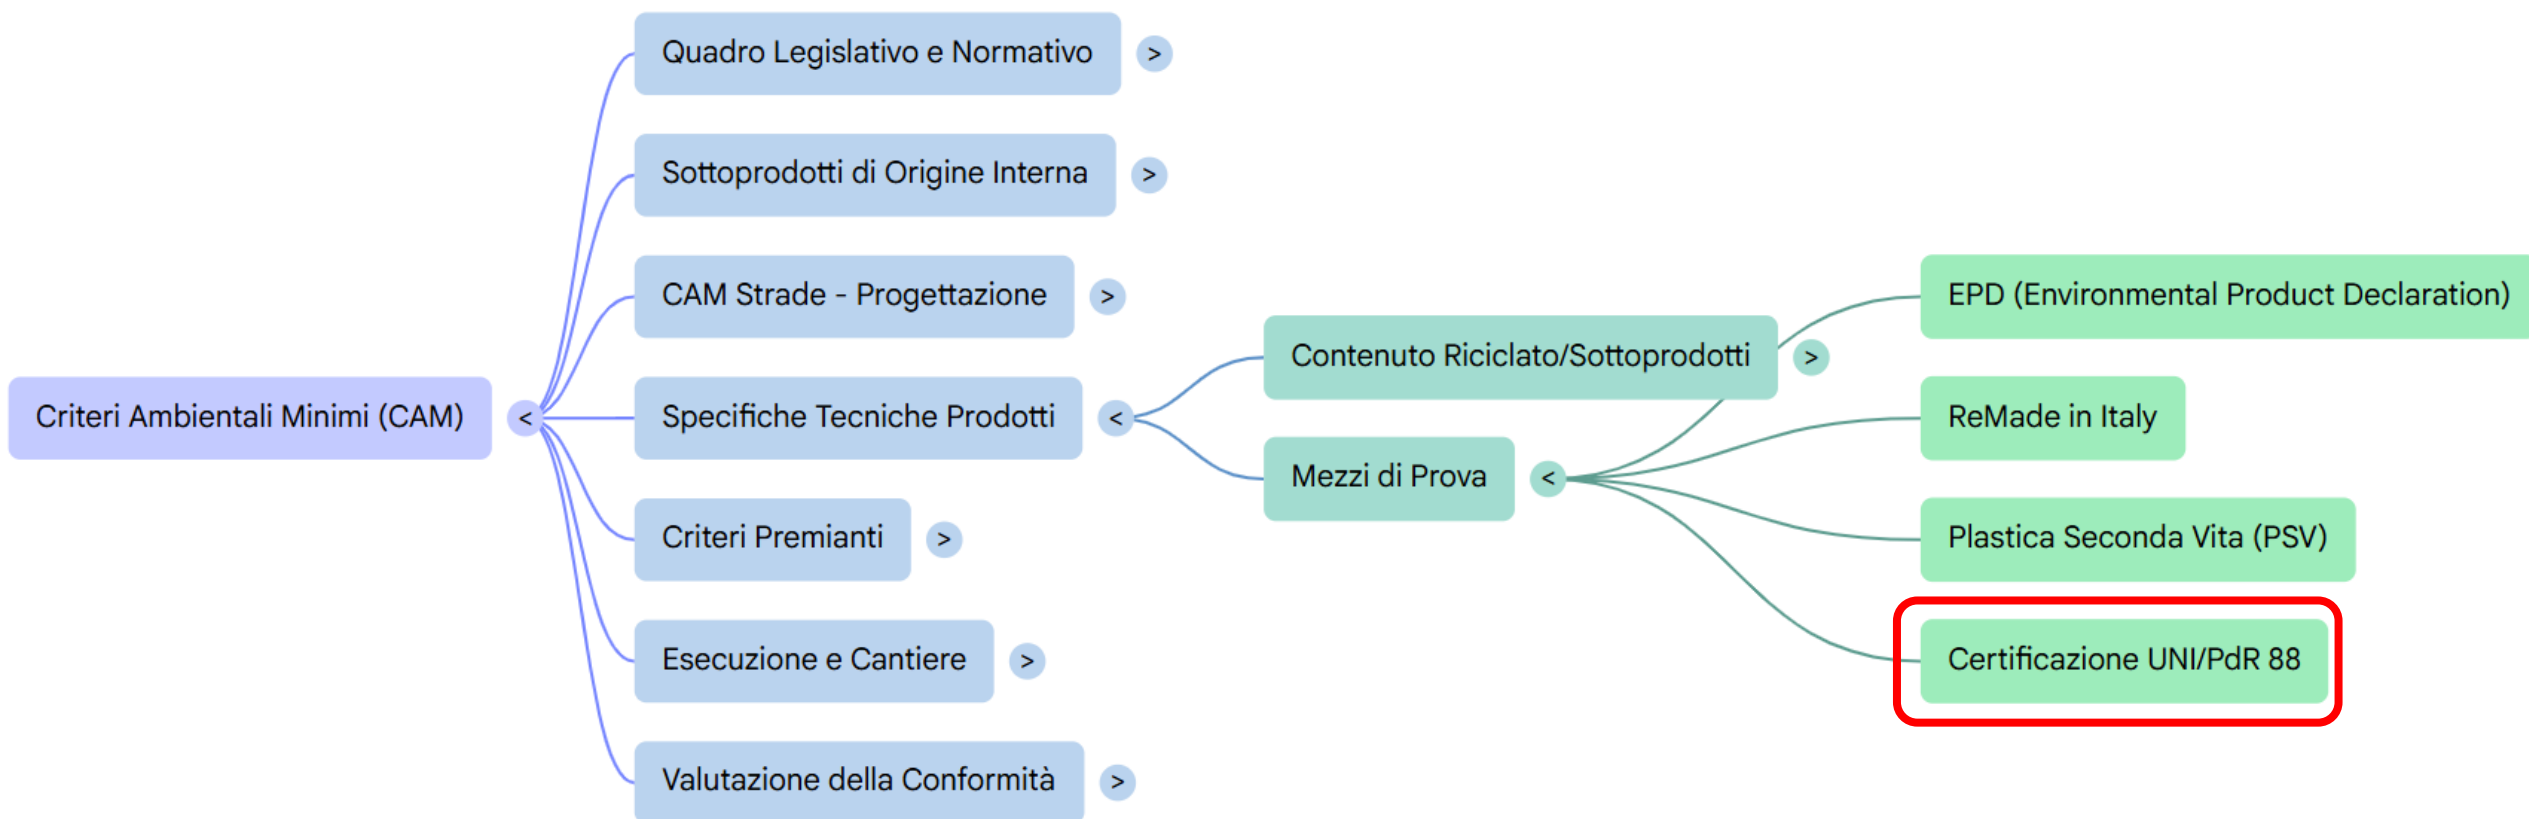 Criteri Ambientali Minimi (CAM)
<
Quadro Legislativo e Normativo
>
Sottoprodotti di Origine Interna
>
CAM Strade - Progettazione
>
Specifiche Tecniche Prodotti
<
Criteri Premianti
>
Esecuzione e Cantiere
>
Valutazione della Conformità
>
Contenuto Riciclato/Sottoprodotti
>
Mezzi di Prova
<
EPD (Environmental Product Declaration)
ReMade in Italy
Plastica Seconda Vita (PSV)
Certificazione UNI/PdR 88